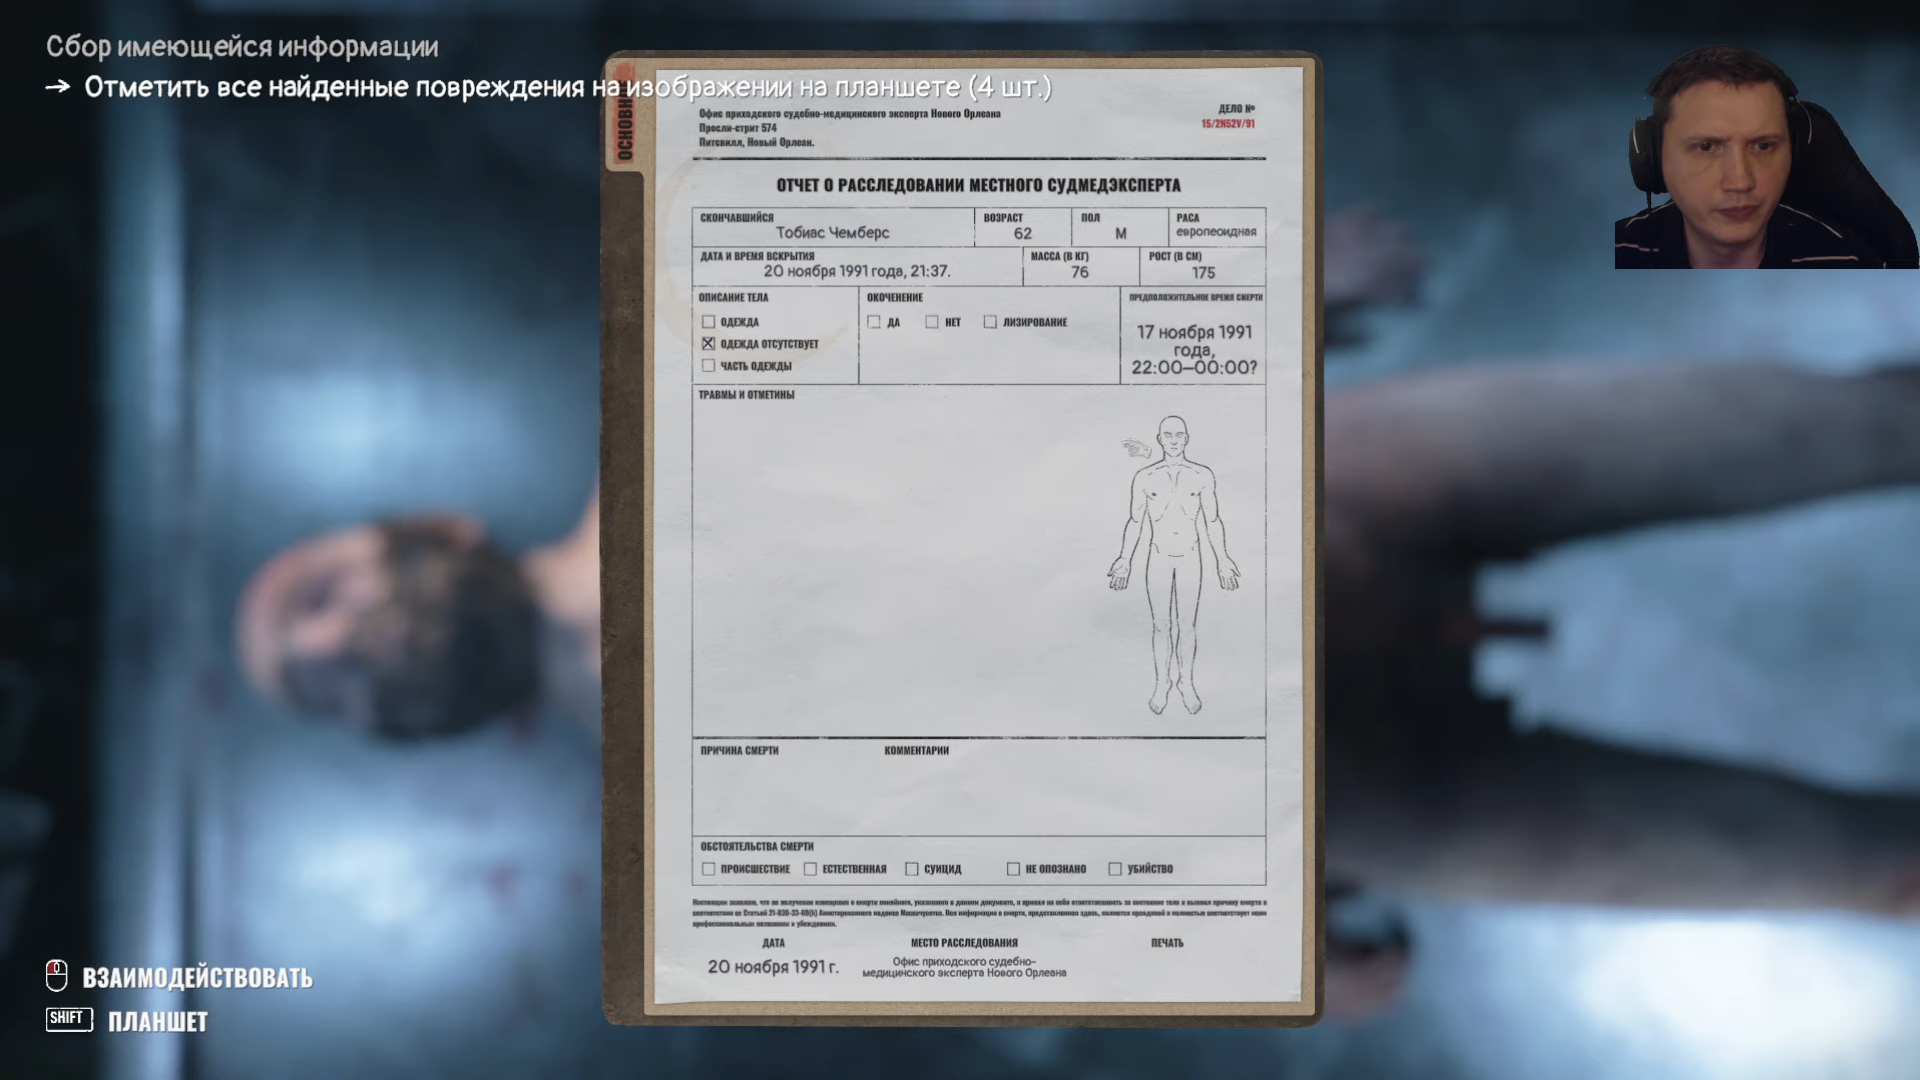 Сбор имеющейся информации
→ Отметить все найденные повреждения на изображении на планшете (4 шт.)
Офис приходского судебно-медицинского эксперта Нового Орлеана
Питсвилл, Новый Орлеан.
ДЕЛО №
15/2N52V/91
ОТЧЕТ О РАССЛЕДОВАНИИ МЕСТНОГО СУДМЕДЭКСПЕРТА
СКОНЧАВШИЙСЯ
Тобиас Чемберс
ВОЗРАСТ
62
ПОЛ
М
РАСА
европеоидная
ДАТА И ВРЕМЯ ВСКРЫТИЯ
20 ноября 1991 года, 21:37.
МАССА (В КГ)
76
РОСТ (В СМ)
175
ОПИСАНИЕ ТЕЛА
ОДЕЖДА
ОДЕЖДА ОТСУТСТВУЕТ
ЧАСТЬ ОДЕЖДЫ
ОКОЧЕНЕНИЕ
ДА
НЕТ
ЛИЗИРОВАНИЕ
ПРЕДПОЛОЖИТЕЛЬНОЕ ВРЕМЯ СМЕРТИ
17 ноября 1991
года,
22:00–00:00?
ТРАВМЫ И ОТМЕТИНЫ
ПРИЧИНА СМЕРТИ
КОММЕНТАРИИ
ОБСТОЯТЕЛЬСТВА СМЕРТИ
ПРОИСШЕСТВИЕ
ЕСТЕСТВЕННАЯ
СУИЦИД
НЕ ОПОЗНАНО
УБИЙСТВО
ДАТА
20 ноября 1991 г.
МЕСТО РАССЛЕДОВАНИЯ
Офис приходского судебно-
медицинского эксперта Нового Орлеана
ПЕЧАТЬ
ВЗАИМОДЕЙСТВОВАТЬ
SHIFT ПЛАНШЕТ